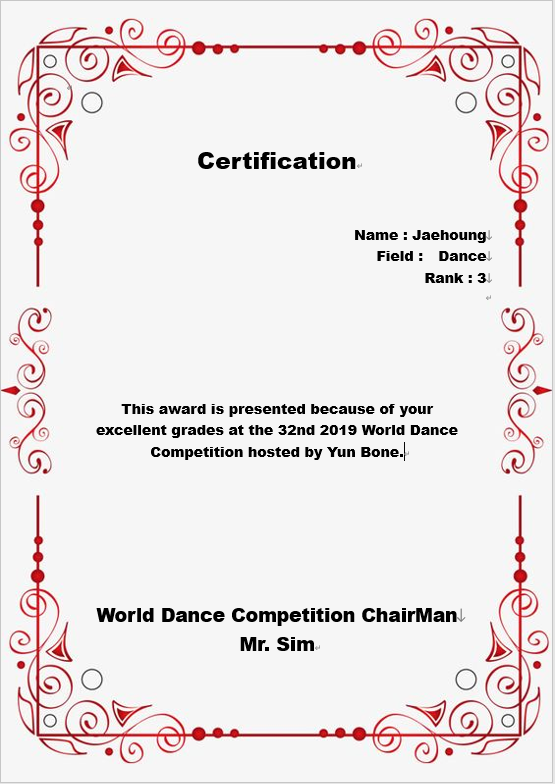 Certification
Name : Jaehoung
Field :   Dance
Rank : 3
This award is presented because of your
excellent grades at the 32nd 2019 World Dance
Competition hosted by Yun Bone.
World Dance Competition ChairMan
Mr. Sim